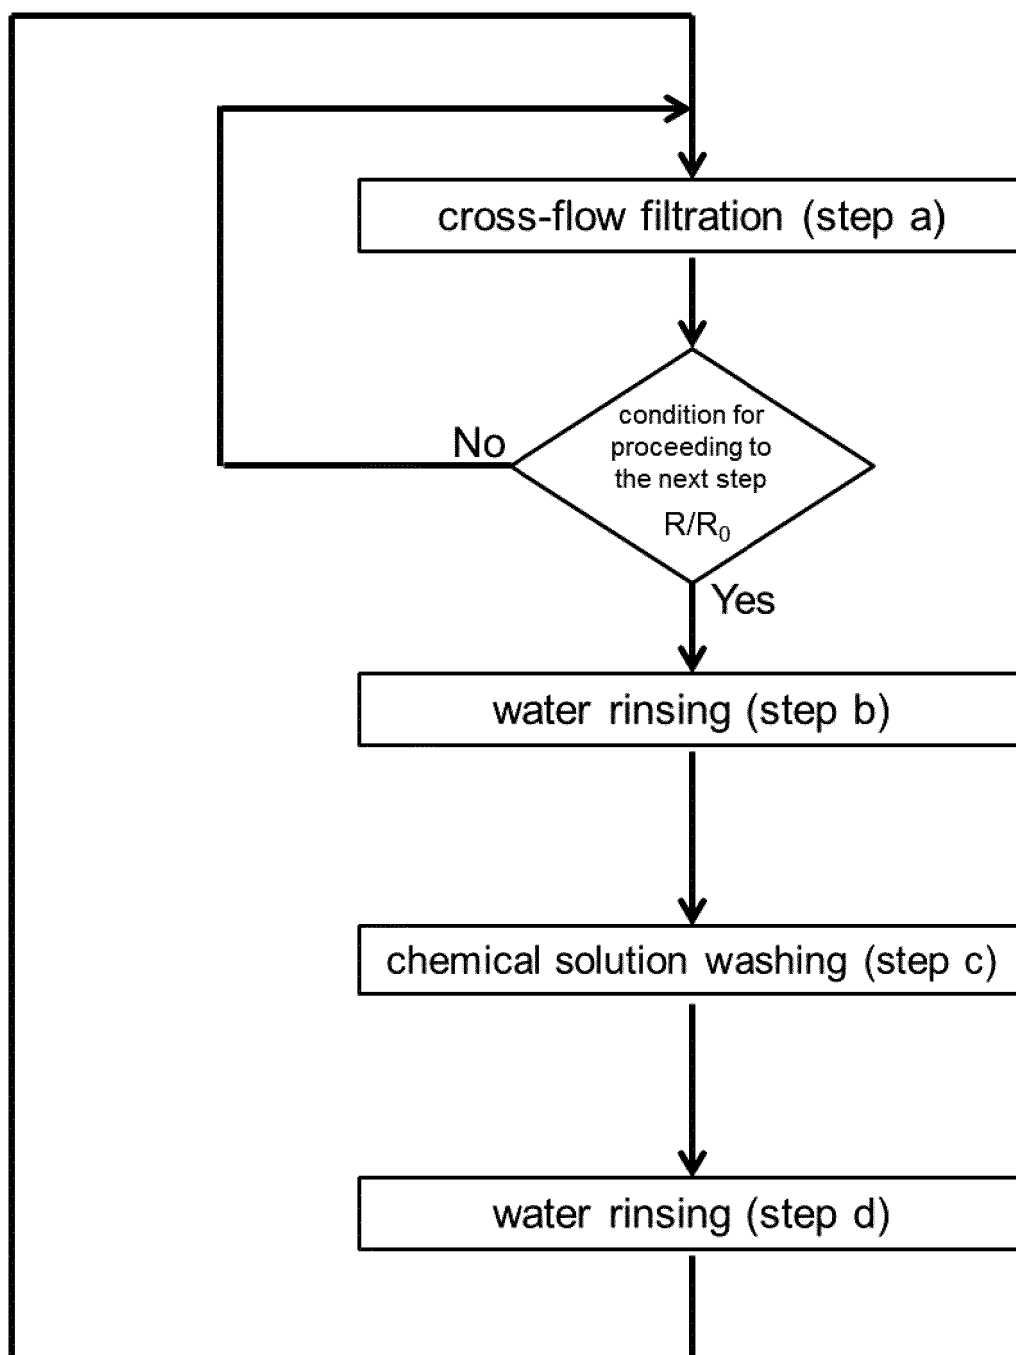 cross-flow filtration (step a)
condition for
proceeding to
the next step
R/R₀
No
Yes
water rinsing (step b)
chemical solution washing (step c)
water rinsing (step d)